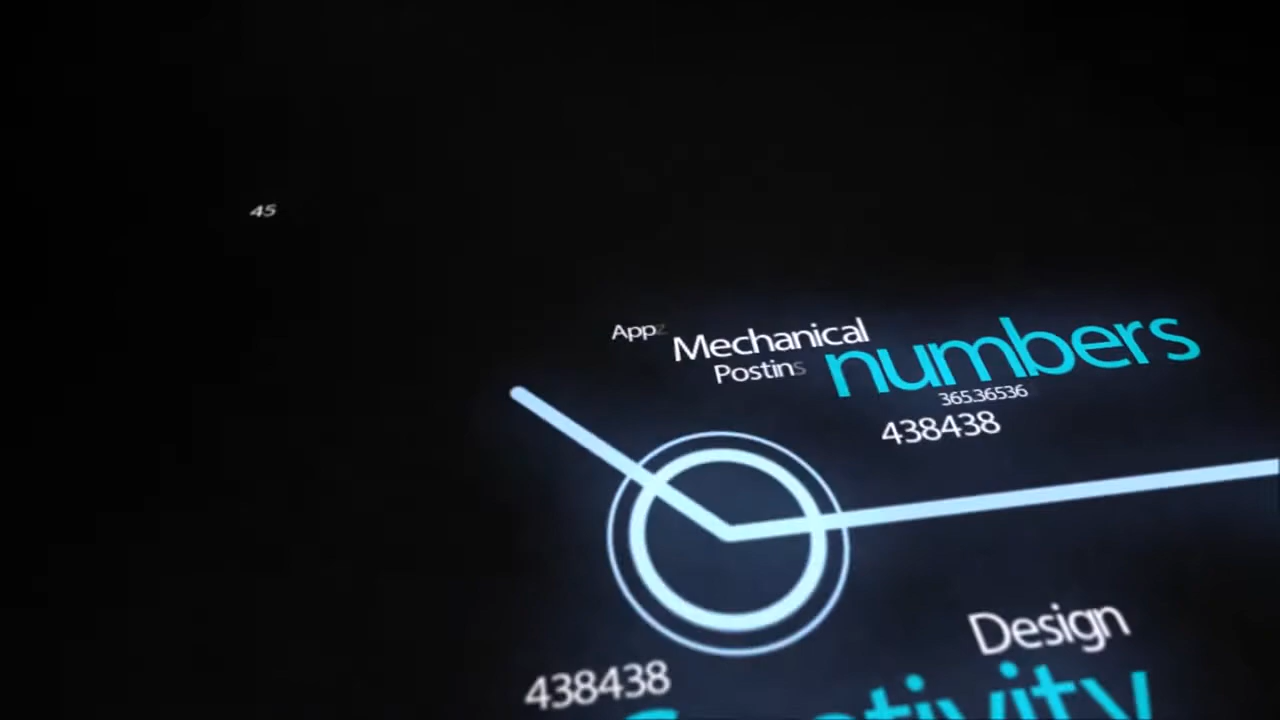 45
Appz
Mechanical
Postins
numbers
365.36536
438438
Design
438438